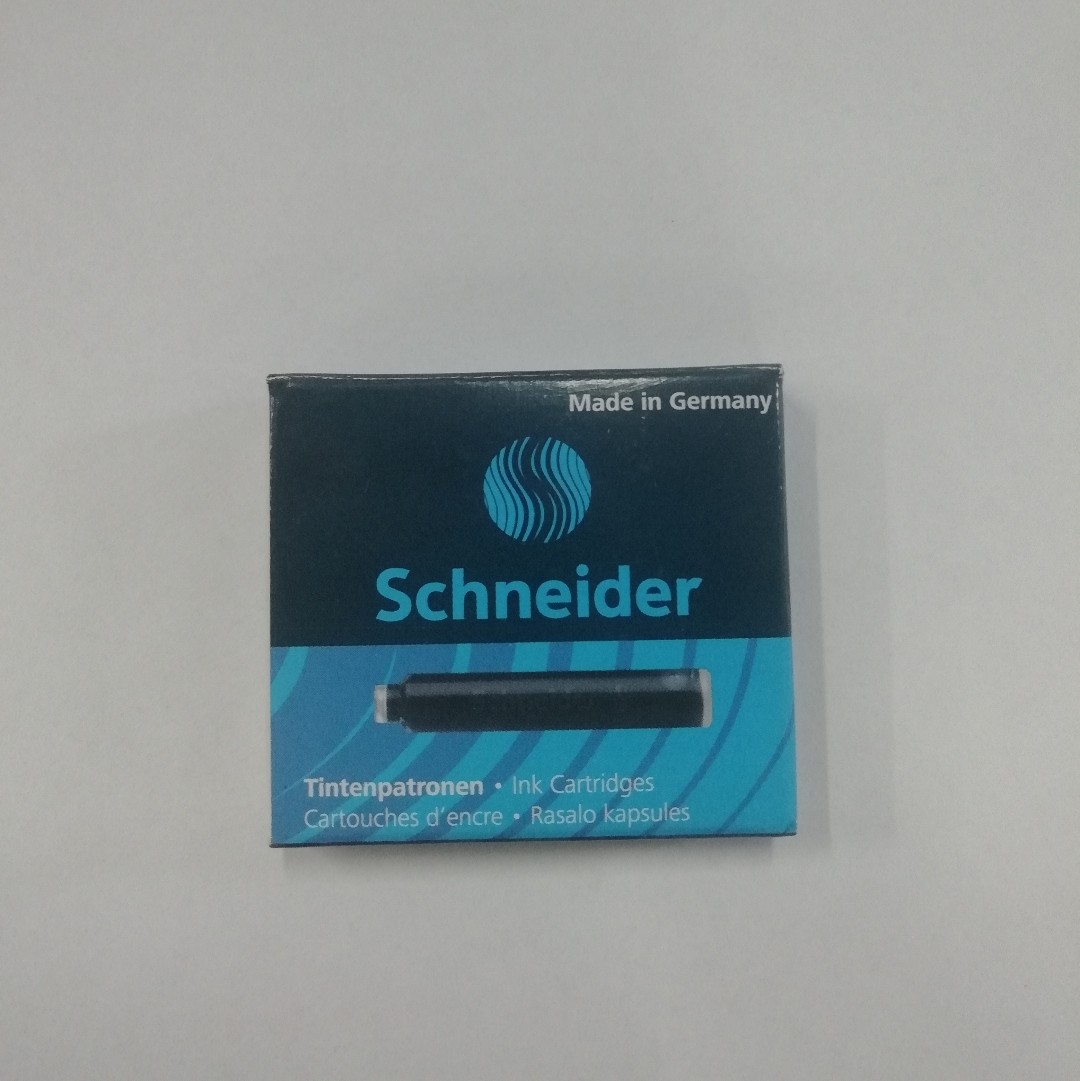 Made in Germany
Schneider
Tintenpatronen • Ink Cartridges
Cartouches d'encre • Rasalo kapsules